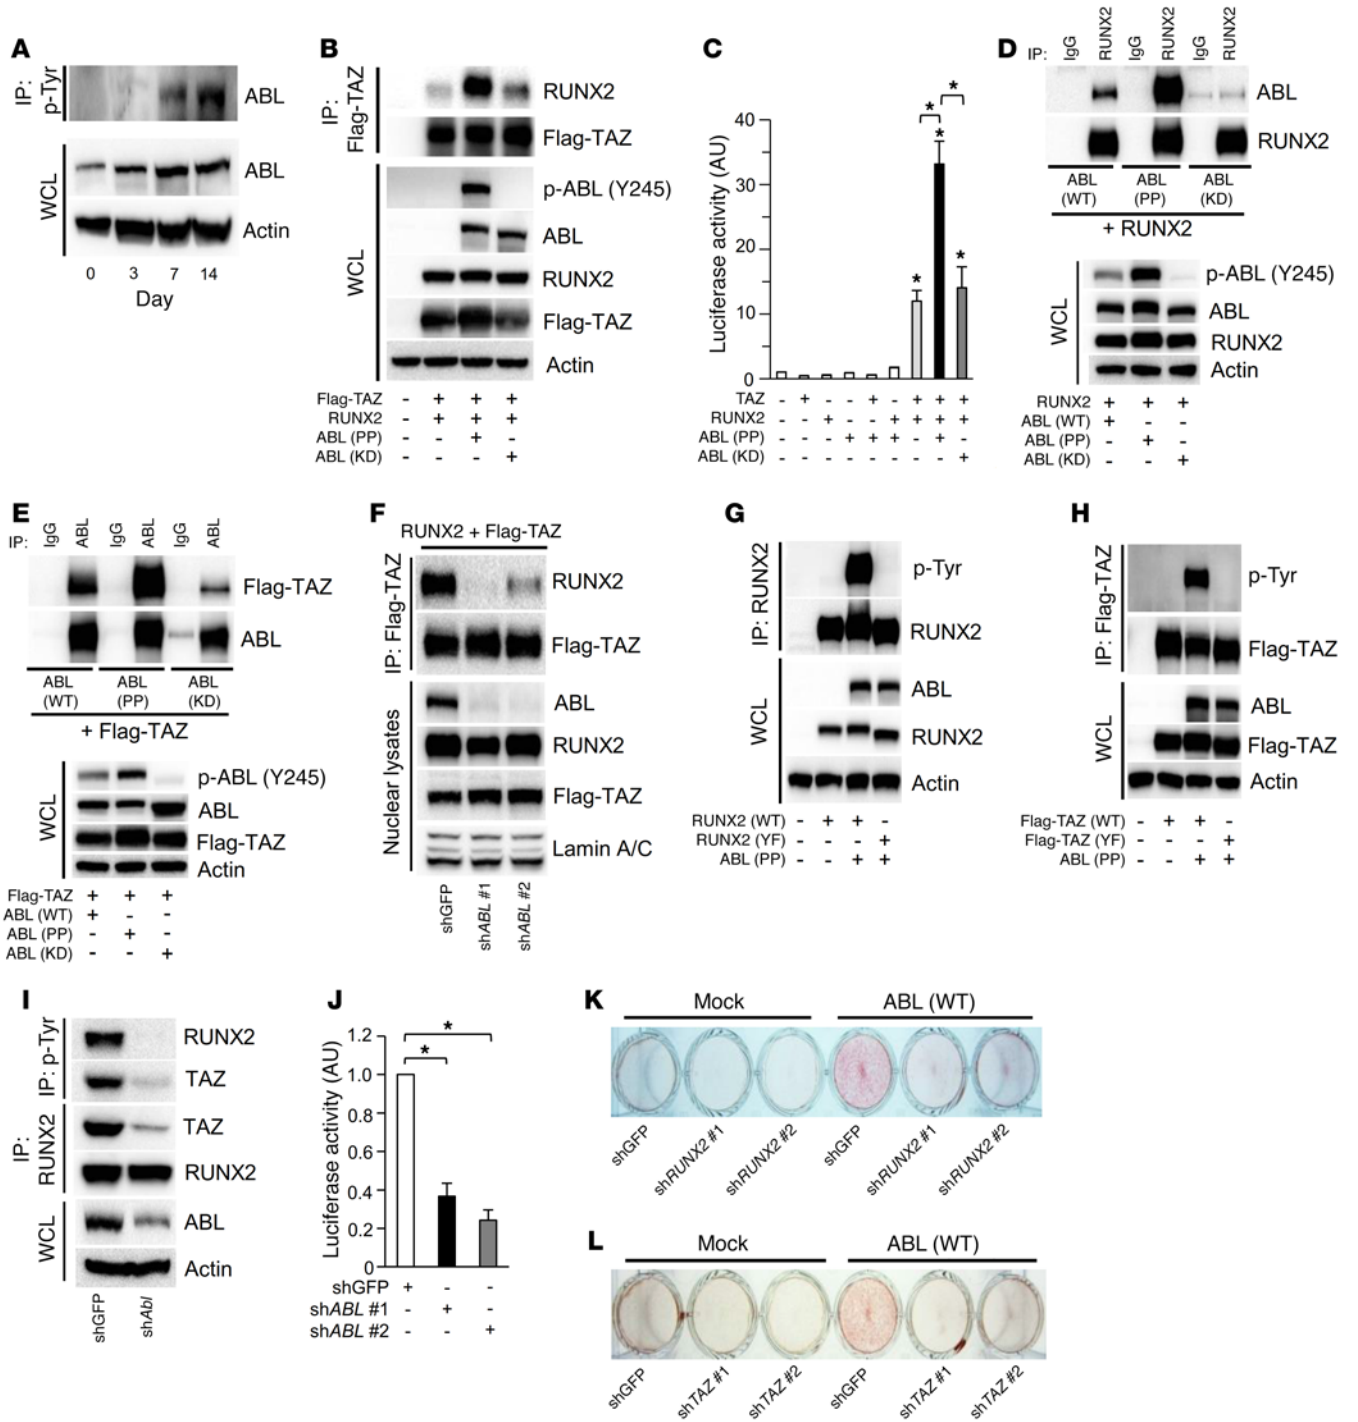 A
IP:
p-Tyr
ABL
WCL
ABL
Actin
0 3 7 14
Day
B
IP:
Flag-TAZ
RUNX2
Flag-TAZ
WCL
p-ABL (Y245)
ABL
RUNX2
Flag-TAZ
Actin
Flag-TAZ - + + +
RUNX2 - + + +
ABL (PP) - - + -
ABL (KD) - - - +
C
Luciferase activity (AU)
40
30
20
10
0
* * * * *
TAZ - + - - + - + + +
RUNX2 - - + - - + + + +
ABL (PP) - - - + + + - + -
ABL (KD) - - - - - - - - +
D
IP: IgG RUNX2 IgG RUNX2 IgG RUNX2
ABL
RUNX2
ABL (WT)
ABL (PP)
ABL (KD)
+ RUNX2
WCL
p-ABL (Y245)
ABL
RUNX2
Actin
RUNX2 + + +
ABL (WT) + - -
ABL (PP) - + -
ABL (KD) - - +
E
IP: IgG ABL IgG ABL IgG ABL
Flag-TAZ
ABL
ABL (WT)
ABL (PP)
ABL (KD)
+ Flag-TAZ
WCL
p-ABL (Y245)
ABL
Flag-TAZ
Actin
Flag-TAZ + + +
ABL (WT) + - -
ABL (PP) - + -
ABL (KD) - - +
F
RUNX2 + Flag-TAZ
IP: Flag-TAZ
RUNX2
Flag-TAZ
Nuclear lysates
ABL
RUNX2
Flag-TAZ
Lamin A/C
shGFP
shABL #1
shABL #2
G
IP: RUNX2
p-Tyr
RUNX2
WCL
ABL
RUNX2
Actin
RUNX2 (WT) - + + -
RUNX2 (YF) - - - +
ABL (PP) - - + +
H
IP: Flag-TAZ
p-Tyr
Flag-TAZ
WCL
ABL
Flag-TAZ
Actin
Flag-TAZ (WT) - + + -
Flag-TAZ (YF) - - - +
ABL (PP) - - + +
I
IP: p-Tyr
RUNX2
TAZ
IP:
RUNX2
TAZ
RUNX2
WCL
ABL
Actin
shGFP
shAbl
J
Luciferase activity (AU)
1.2
1.0
0.8
0.6
0.4
0.2
0
*
*
shGFP + - -
shABL #1 - + -
shABL #2 - - +
K
Mock ABL (WT)
shGFP
shRUNX2 #1
shRUNX2 #2
shGFP
shRUNX2 #1
shRUNX2 #2
L
Mock ABL (WT)
shGFP
shTAZ #1
shTAZ #2
shGFP
shTAZ #1
shTAZ #2